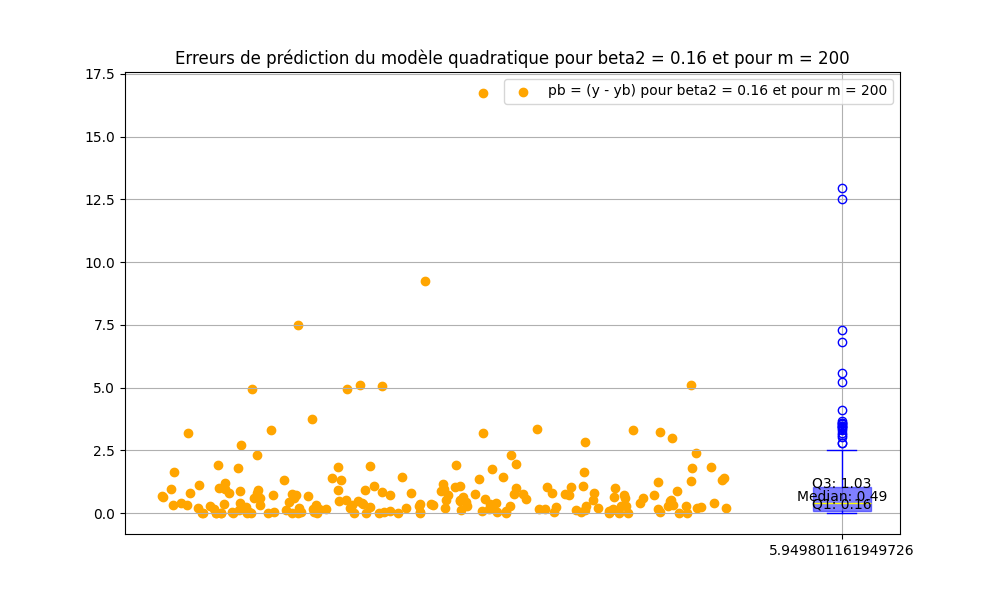 Erreurs de prédiction du modèle quadratique pour beta2 = 0.16 et pour m = 200
pb = (y - yb) pour beta2 = 0.16 et pour m = 200
17.5
15.0
12.5
10.0
7.5
5.0
2.5
0.0
Q3: 1.03
Median: 0.49
Q1: 0.16
5.949801161949726